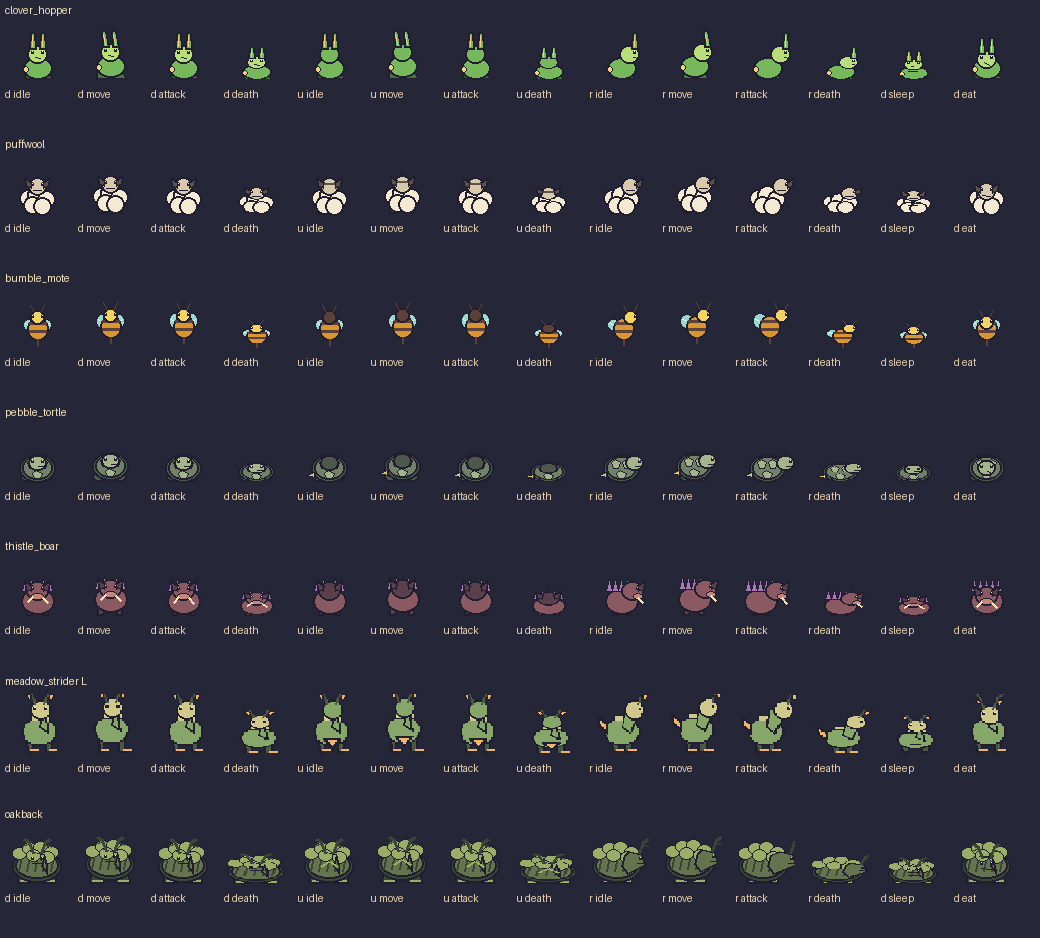 clover_hopper
d idle d move d attack d death u idle u move u attack u death r idle r move r attack r death d sleep d eat
puffwool
d idle d move d attack d death u idle u move u attack u death r idle r move r attack r death d sleep d eat
bumble_mote
d idle d move d attack d death u idle u move u attack u death r idle r move r attack r death d sleep d eat
pebble_tortle
d idle d move d attack d death u idle u move u attack u death r idle r move r attack r death d sleep d eat
thistle_boar
d idle d move d attack d death u idle u move u attack u death r idle r move r attack r death d sleep d eat
meadow_strider L
d idle d move d attack d death u idle u move u attack u death r idle r move r attack r death d sleep d eat
oakback
d idle d move d attack d death u idle u move u attack u death r idle r move r attack r death d sleep d eat